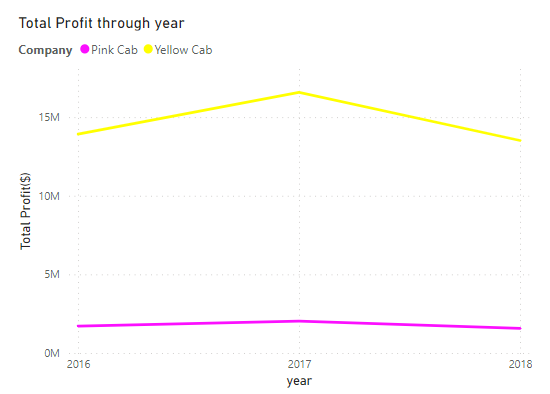 Total Profit through year
Company Pink Cab Yellow Cab
15M
10M
5M
0M
Total Profit($)
2016 2017 2018
year